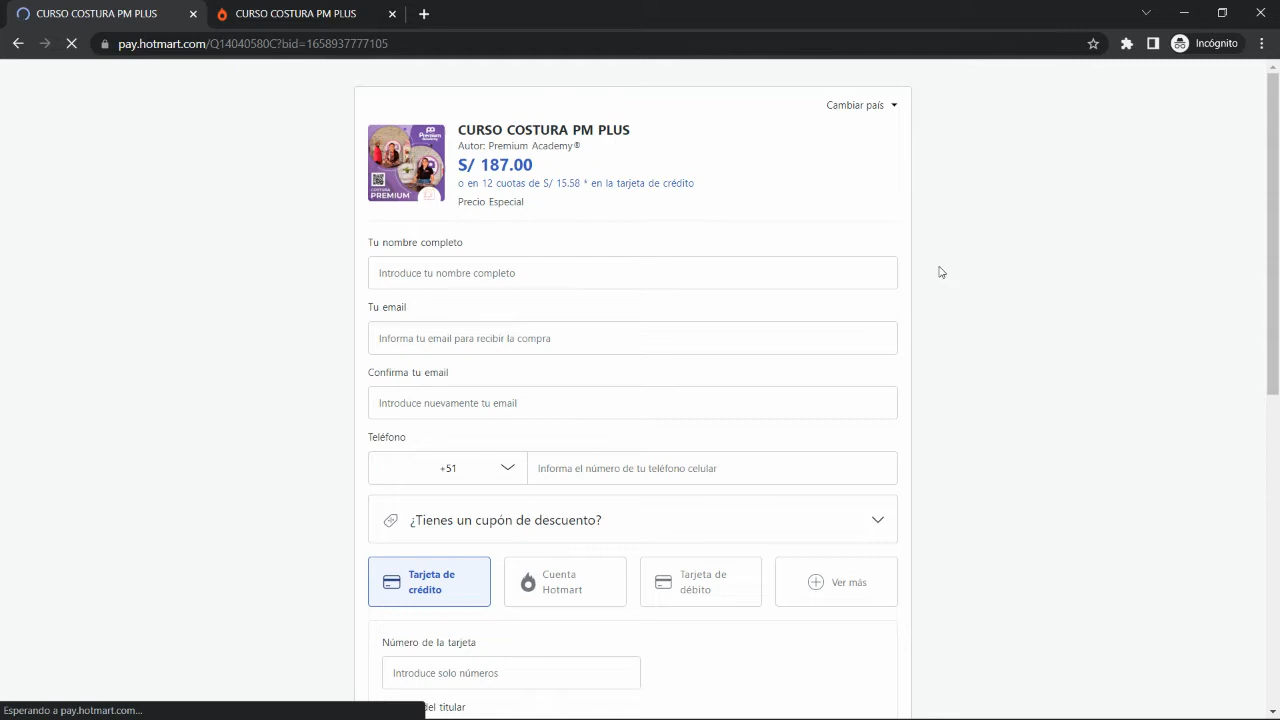 CURSO COSTURA PM PLUS
CURSO COSTURA PM PLUS
pay.hotmart.com/Q14040580C?bid=1658937777105
Incógnito
Cambiar país
Premium
Academy
COSTURA
PREMIUM
CURSO COSTURA PM PLUS
Autor: Premium Academy®
S/ 187.00
o en 12 cuotas de S/ 15.58 * en la tarjeta de crédito
Precio Especial
Tu nombre completo
Introduce tu nombre completo
Tu email
Informa tu email para recibir la compra
Confirma tu email
Introduce nuevamente tu email
Teléfono
+51
Informa el número de tu teléfono celular
¿Tienes un cupón de descuento?
Tarjeta de
crédito
Cuenta
Hotmart
Tarjeta de
débito
Ver más
Número de la tarjeta
Introduce solo números
del titular
Esperando a pay.hotmart.com...